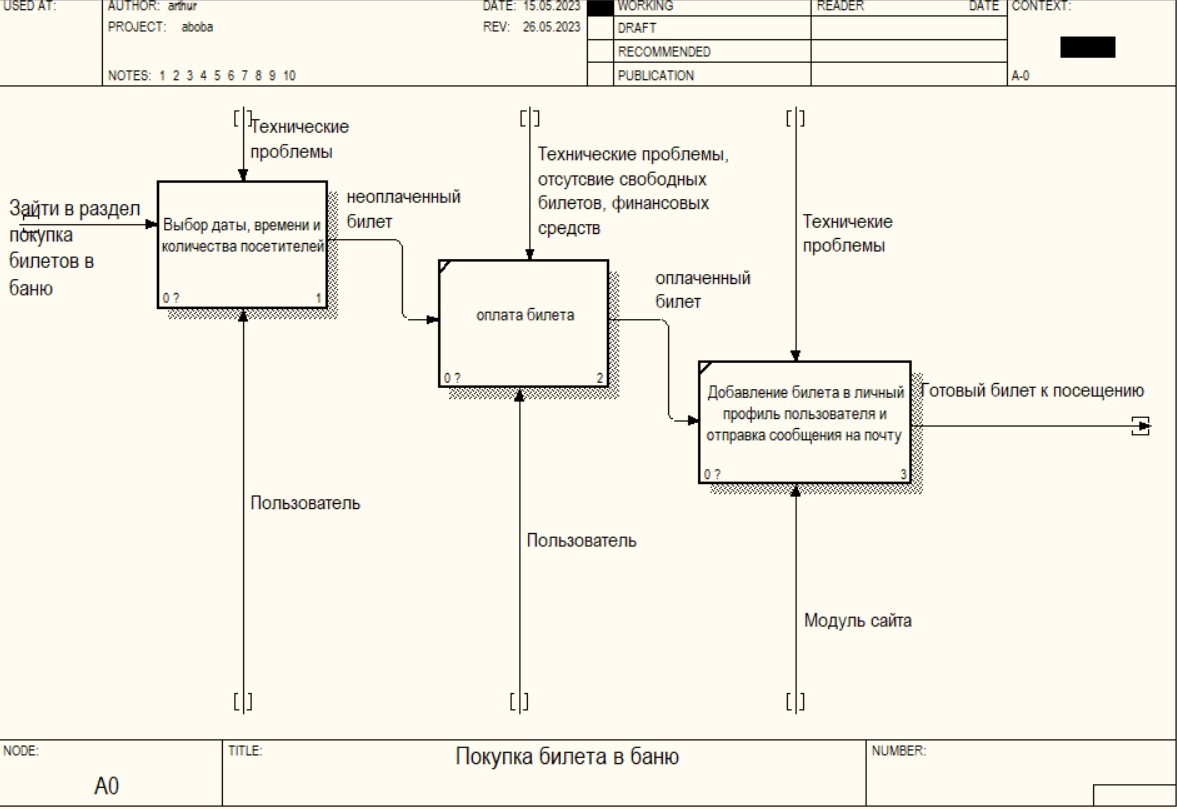 USED AT:
AUTHOR: arthur
DATE: 15.05.2023
WORKING
READER
DATE
CONTEXT:
PROJECT: aboba
REV: 26.05.2023
DRAFT
RECOMMENDED
NOTES: 1 2 3 4 5 6 7 8 9 10
PUBLICATION
A-0
Технические
проблемы
Технические проблемы,
отсутсвие свободных
билетов, финансовых
средств
Техничекие
проблемы
Зайти в раздел
покупка
билетов в
баню
Выбор даты, времени и
количества посетителей
0 ?
1
неоплаченный
билет
оплата билета
0 ?
2
оплаченный
билет
Добавление билета в личный
профиль пользователя и
отправка сообщения на почту
0 ?
3
Готовый билет к посещению
Пользователь
Пользователь
Модуль сайта
NODE:
A0
TITLE:
Покупка билета в баню
NUMBER: